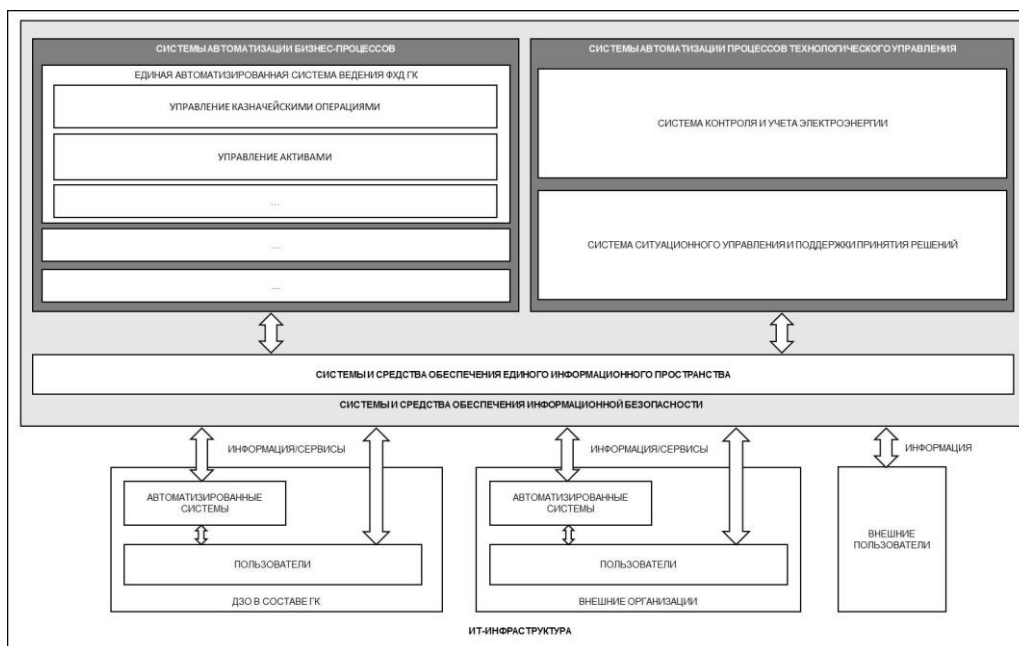 СИСТЕМЫ АВТОМАТИЗАЦИИ БИЗНЕС-ПРОЦЕССОВ
ЕДИНАЯ АВТОМАТИЗИРОВАННАЯ СИСТЕМА ВЕДЕНИЯ ФХД ГК
УПРАВЛЕНИЕ КАЗНАЧЕЙСКИМИ ОПЕРАЦИЯМИ
УПРАВЛЕНИЕ АКТИВАМИ
...
...
...
СИСТЕМЫ АВТОМАТИЗАЦИИ ПРОЦЕССОВ ТЕХНОЛОГИЧЕСКОГО УПРАВЛЕНИЯ
СИСТЕМА КОНТРОЛЯ И УЧЕТА ЭЛЕКТРОЭНЕРГИИ
СИСТЕМА СИТУАЦИОННОГО УПРАВЛЕНИЯ И ПОДДЕРЖКИ ПРИНЯТИЯ РЕШЕНИЙ
СИСТЕМЫ И СРЕДСТВА ОБЕСПЕЧЕНИЯ ЕДИНОГО ИНФОРМАЦИОННОГО ПРОСТРАНСТВА
СИСТЕМЫ И СРЕДСТВА ОБЕСПЕЧЕНИЯ ИНФОРМАЦИОННОЙ БЕЗОПАСНОСТИ
ИНФОРМАЦИЯ/СЕРВИСЫ
АВТОМАТИЗИРОВАННЫЕ
СИСТЕМЫ
ПОЛЬЗОВАТЕЛИ
ДЗО В СОСТАВЕ ГК
ИНФОРМАЦИЯ/СЕРВИСЫ
АВТОМАТИЗИРОВАННЫЕ
СИСТЕМЫ
ПОЛЬЗОВАТЕЛИ
ВНЕШНИЕ ОРГАНИЗАЦИИ
ИНФОРМАЦИЯ
ВНЕШНИЕ
ПОЛЬЗОВАТЕЛИ
ИТ-ИНФРАСТРУКТУРА